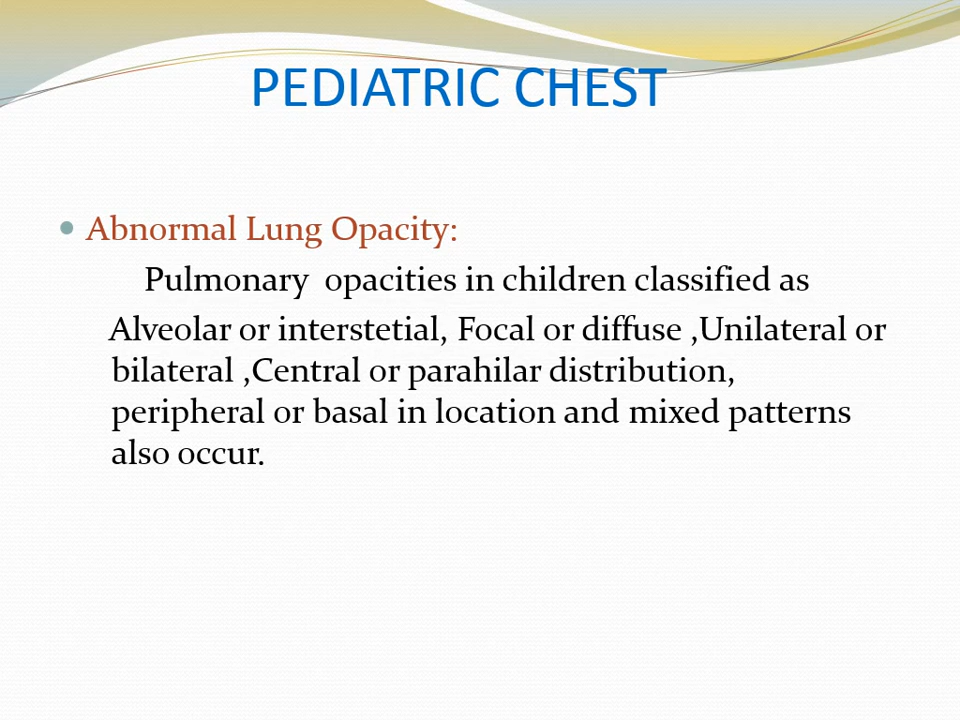 PEDIATRIC CHEST
Abnormal Lung Opacity:
Pulmonary opacities in children classified as
Alveolar or interstetial, Focal or diffuse ,Unilateral or
bilateral ,Central or parahilar distribution,
peripheral or basal in location and mixed patterns
also occur.